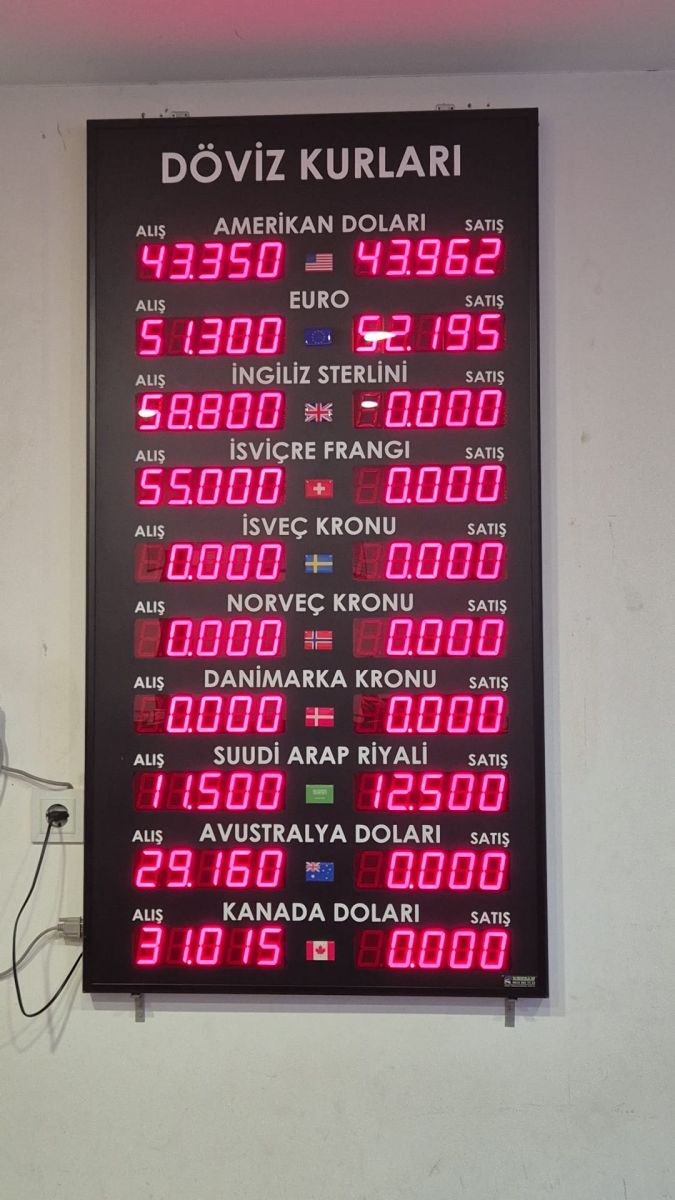 DÖVİZ KURLARI
ALIŞ AMERİKAN DOLARI SATIŞ
43.350 43.962
ALIŞ EURO SATIŞ
51.300 52.195
ALIŞ İNGİLİZ STERLİNİ SATIŞ
58.800 0.000
ALIŞ İSVİÇRE FRANGI SATIŞ
55.000 0.000
ALIŞ İSVEÇ KRONU SATIŞ
0.000 0.000
ALIŞ NORVEÇ KRONU SATIŞ
0.000 0.000
ALIŞ DANİMARKA KRONU SATIŞ
0.000 0.000
ALIŞ SUUDİ ARAP RİYALİ SATIŞ
11.500 12.500
ALIŞ AVUSTRALYA DOLARI SATIŞ
29.160 0.000
ALIŞ KANADA DOLARI SATIŞ
31.015 0.000